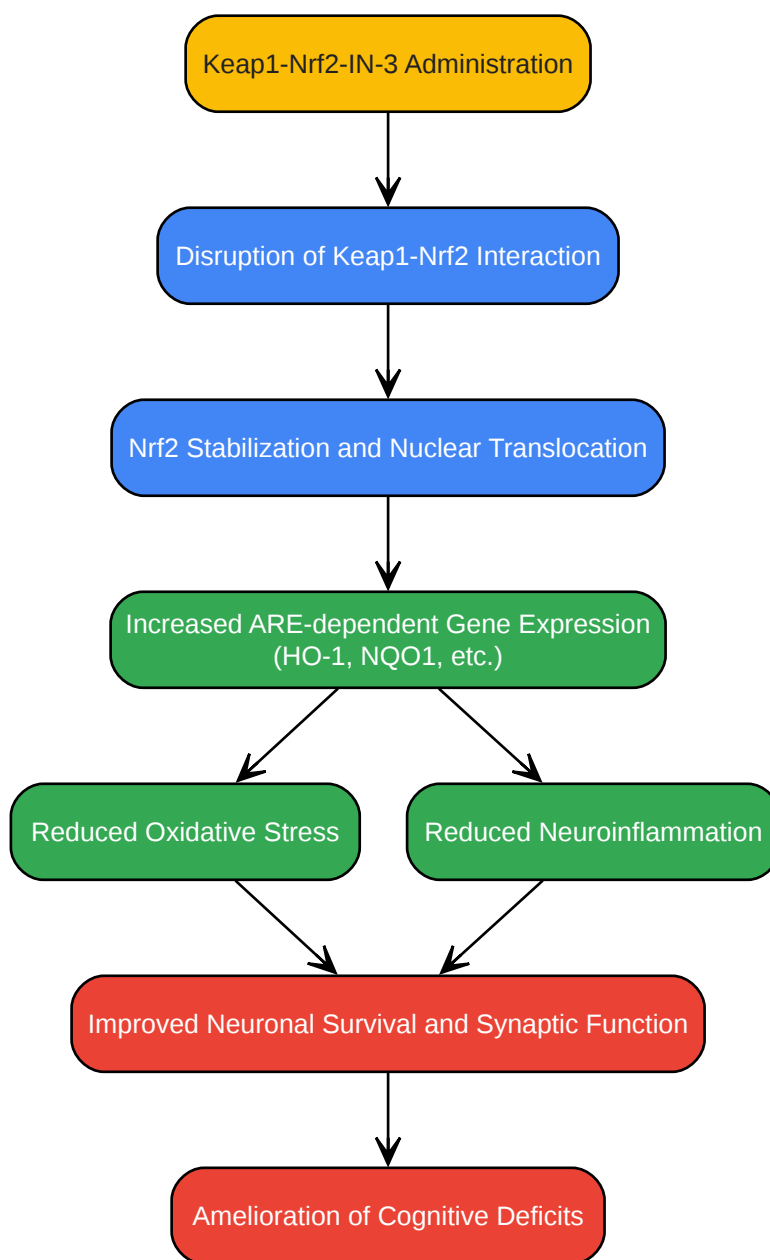 Keap1-Nrf2-IN-3 Administration
Disruption of Keap1-Nrf2 Interaction
Nrf2 Stabilization and Nuclear Translocation
Increased ARE-dependent Gene Expression
(HO-1, NQO1, etc.)
Reduced Oxidative Stress
Reduced Neuroinflammation
Improved Neuronal Survival and Synaptic Function
Amelioration of Cognitive Deficits